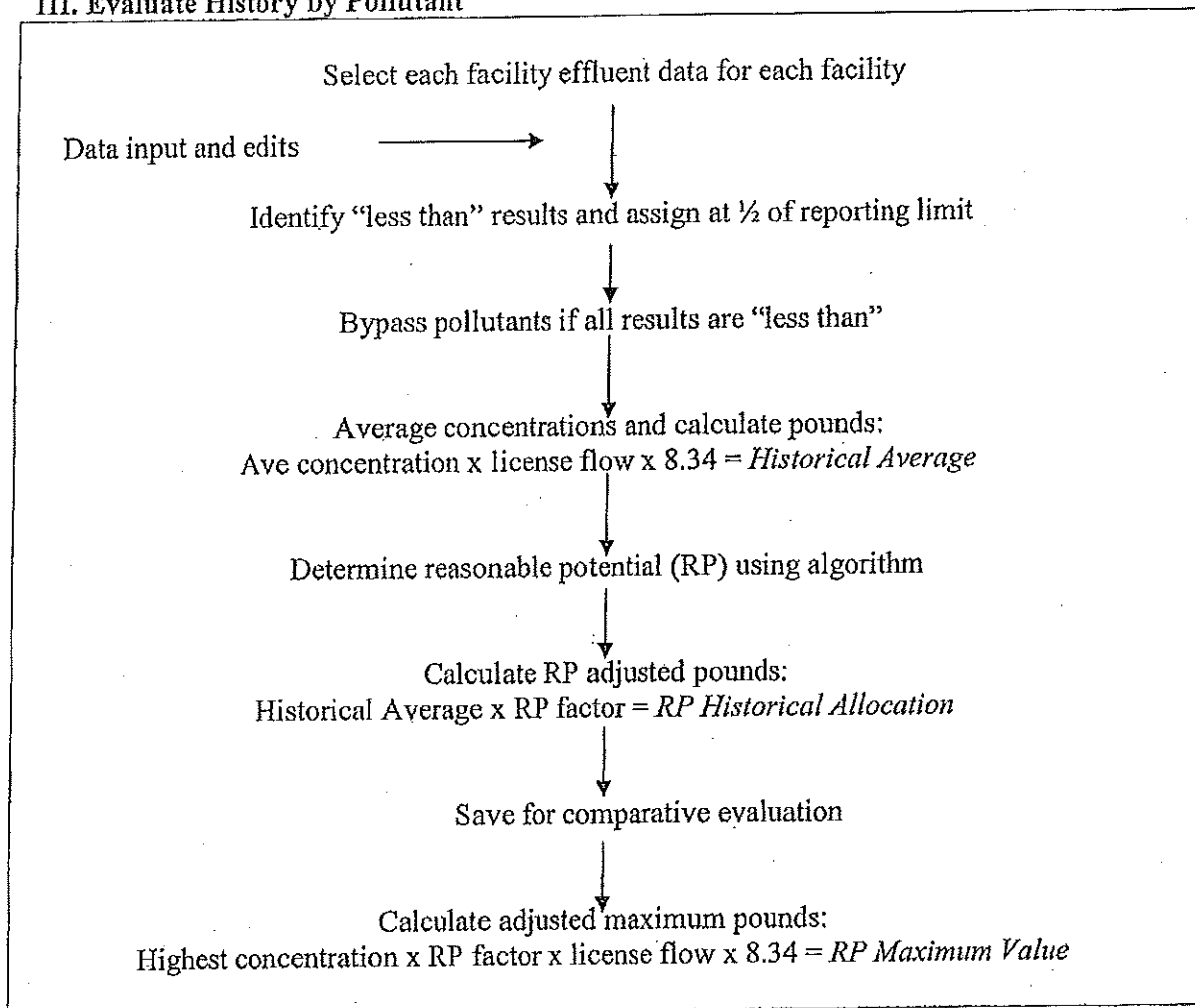 III. Evaluate History by Pollutant
Select each facility effluent data for each facility
Data input and edits
Identify “less than” results and assign at ½ of reporting limit
Bypass pollutants if all results are “less than”
Average concentrations and calculate pounds:
Ave concentration x license flow x 8.34 = Historical Average
Determine reasonable potential (RP) using algorithm
Calculate RP adjusted pounds:
Historical Average x RP factor = RP Historical Allocation
Save for comparative evaluation
Calculate adjusted maximum pounds:
Highest concentration x RP factor x license flow x 8.34 = RP Maximum Value